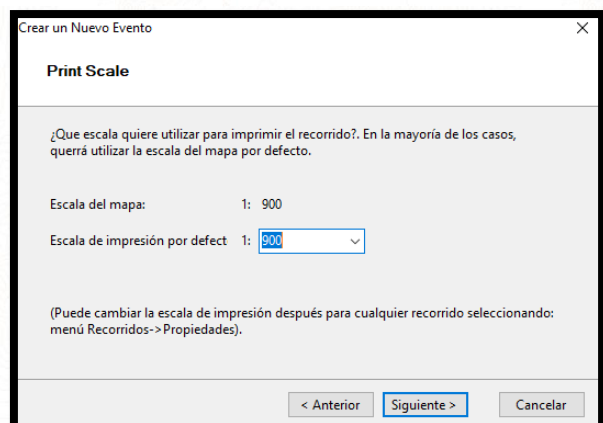 Crear un Nuevo Evento
Print Scale
¿Que escala quiere utilizar para imprimir el recorrido?. En la mayoría de los casos,
querrá utilizar la escala del mapa por defecto.
Escala del mapa: 1: 900
Escala de impresión por defect 1: 900
(Puede cambiar la escala de impresión después para cualquier recorrido seleccionando:
menú Recorridos->Propiedades).
< Anterior Siguiente > Cancelar